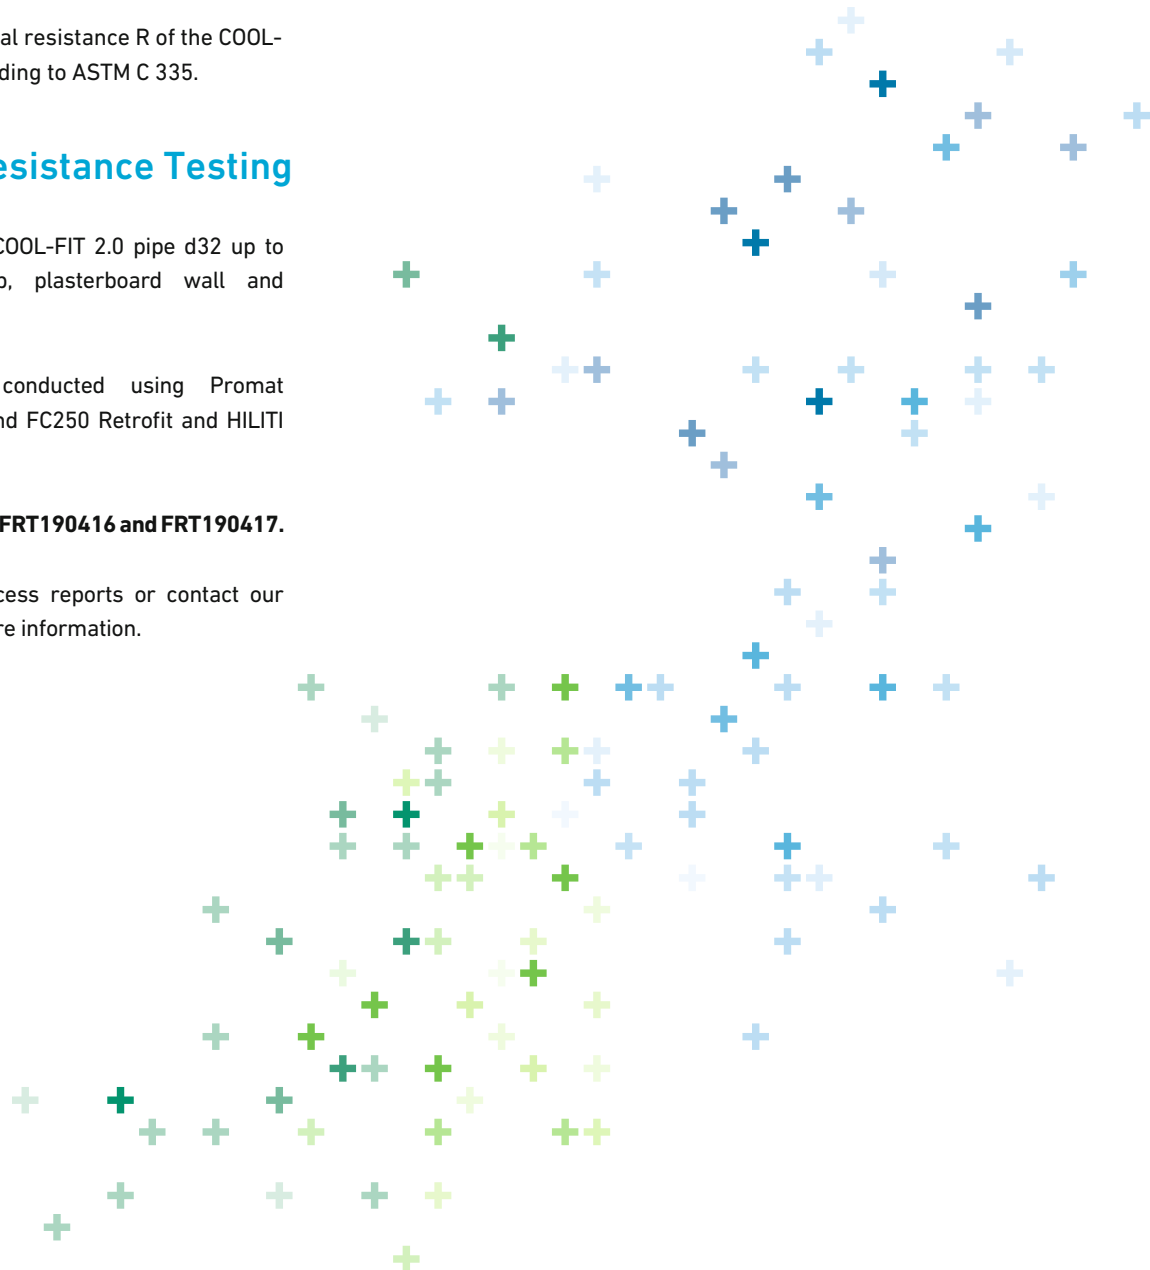 al resistance R of the COOL-
ding to ASTM C 335.
esistance Testing
COOL-FIT 2.0 pipe d32 up to
plasterboard wall and
conducted using Promat
nd FC250 Retrofit and HILITI
FRT190416 and FRT190417.
cess reports or contact our
re information.